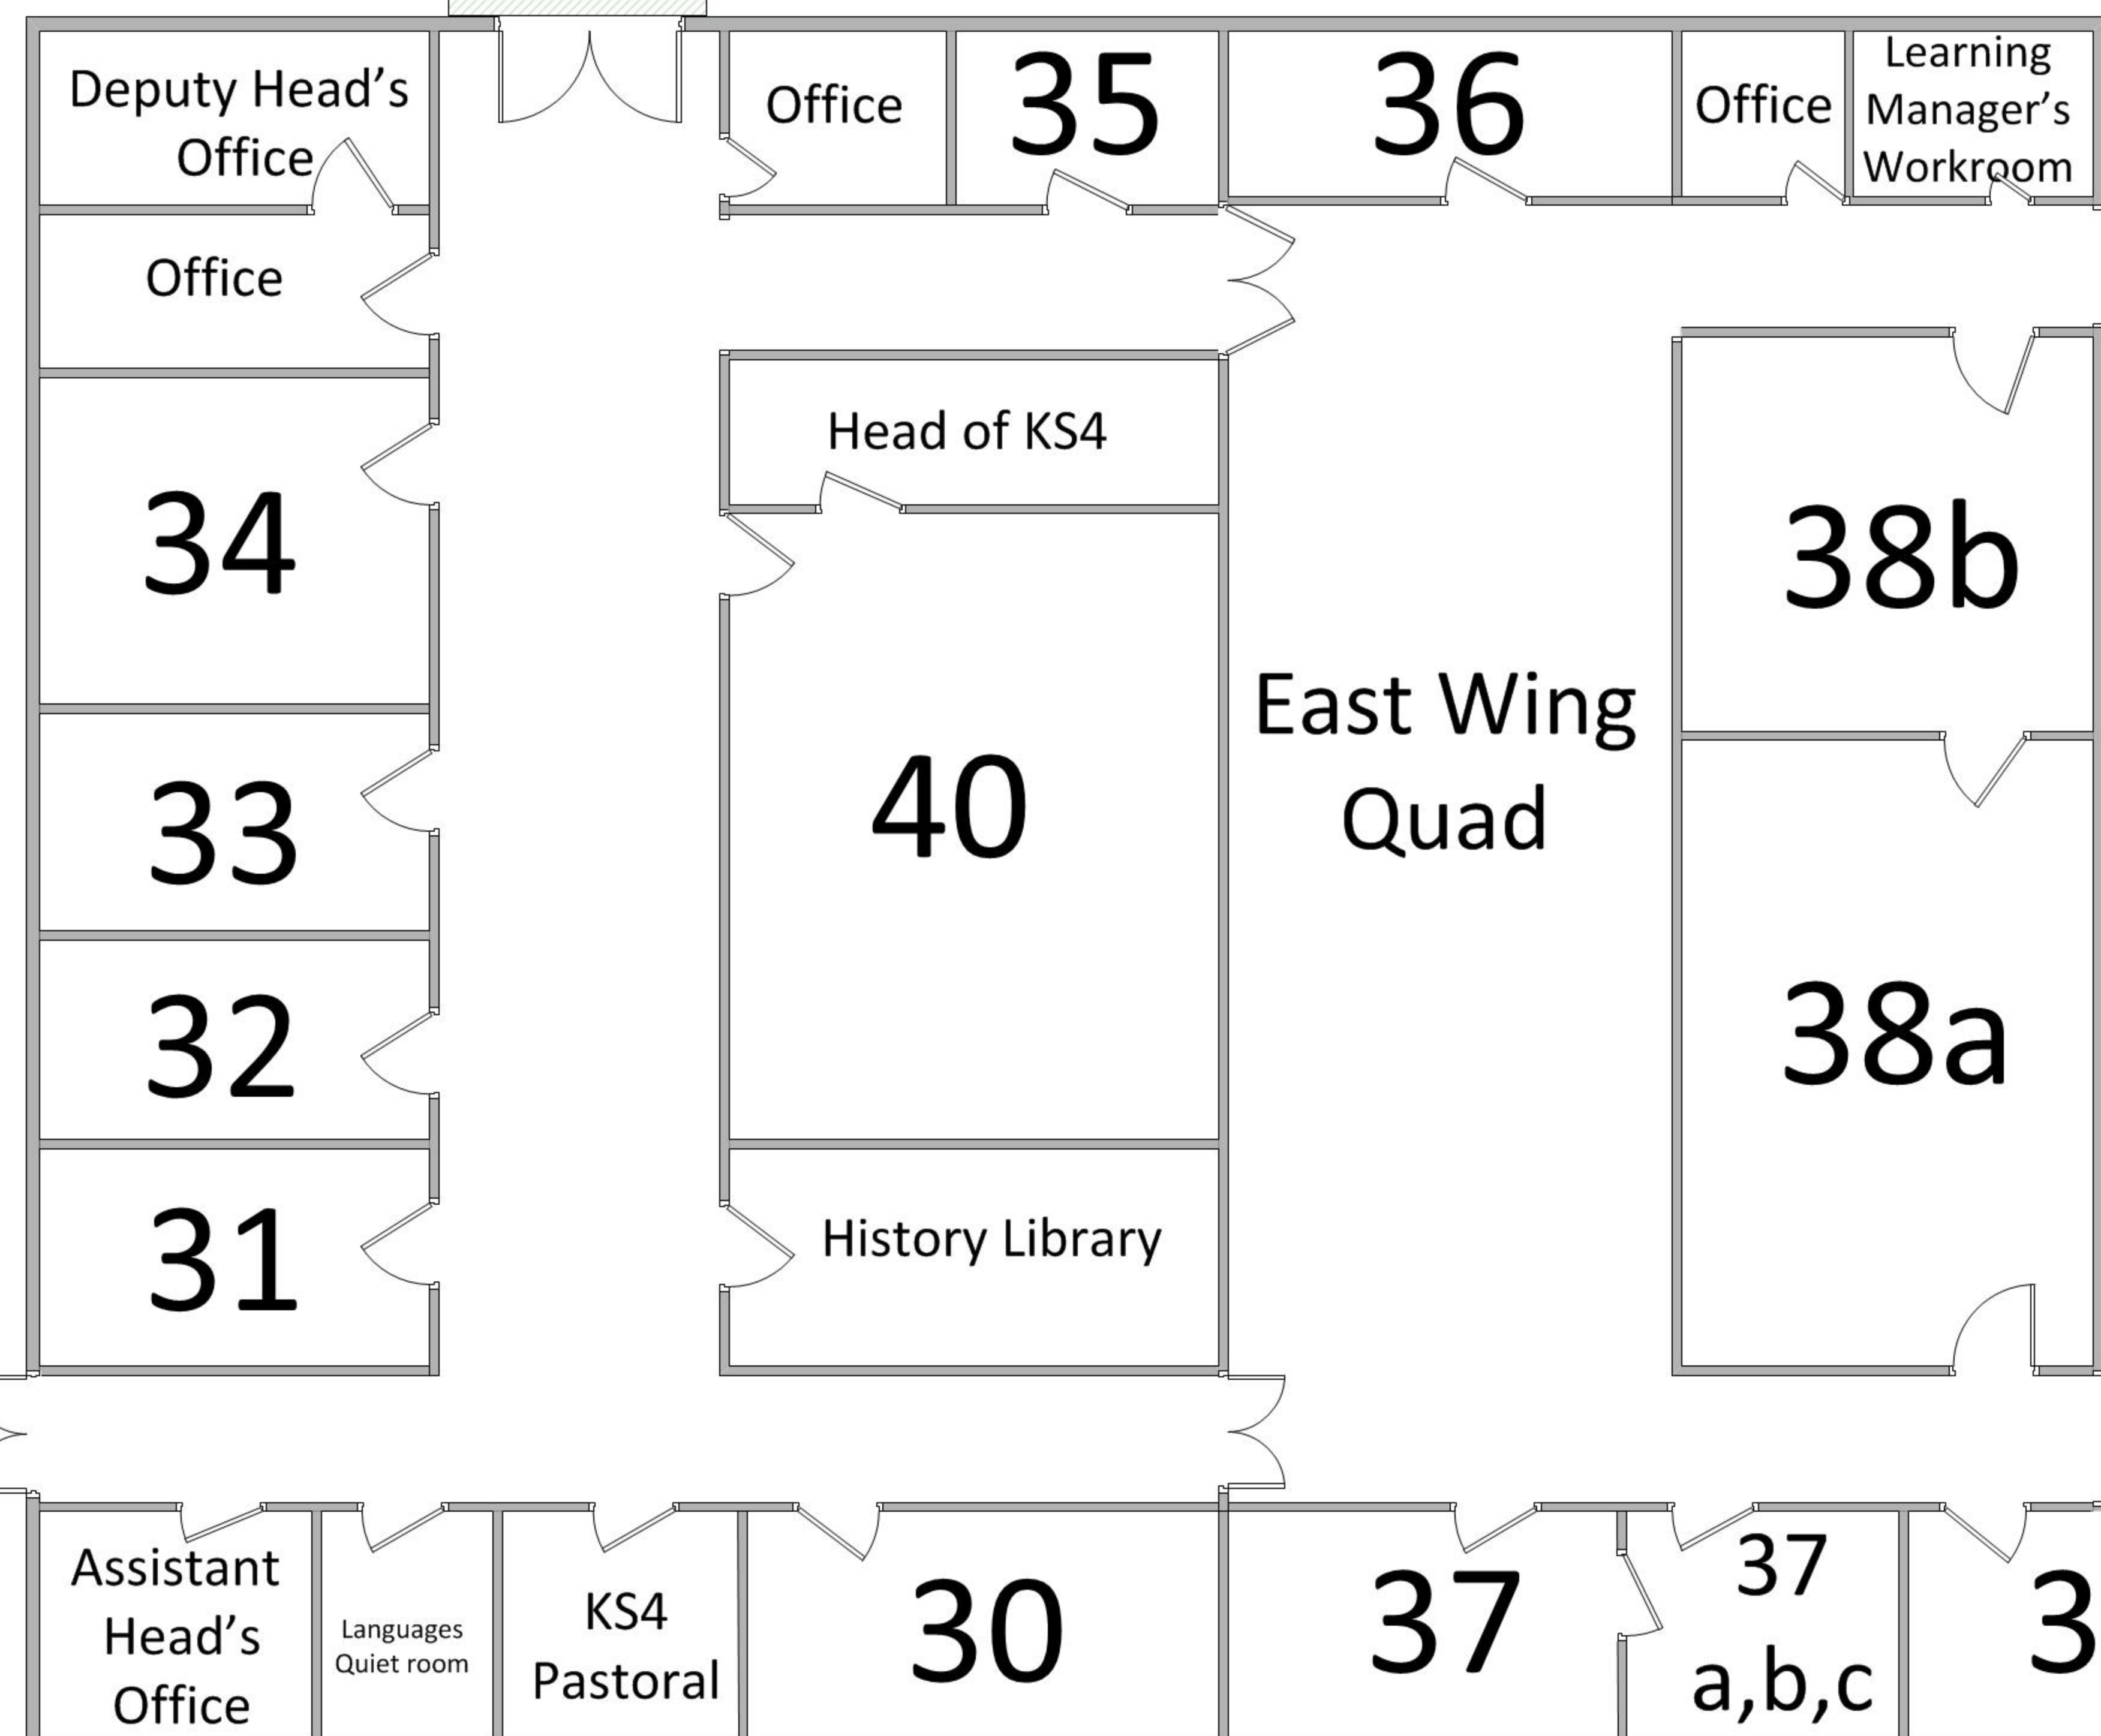 Deputy Head's
Office
Office
35
36
Office
Learning
Manager's
Workroom
Office
Head of KS4
34
38b
East Wing
Quad
40
33
32
38a
31
History Library
Assistant
Head's
Office
Languages
Quiet room
KS4
Pastoral
30
37
37
a,b,c
3